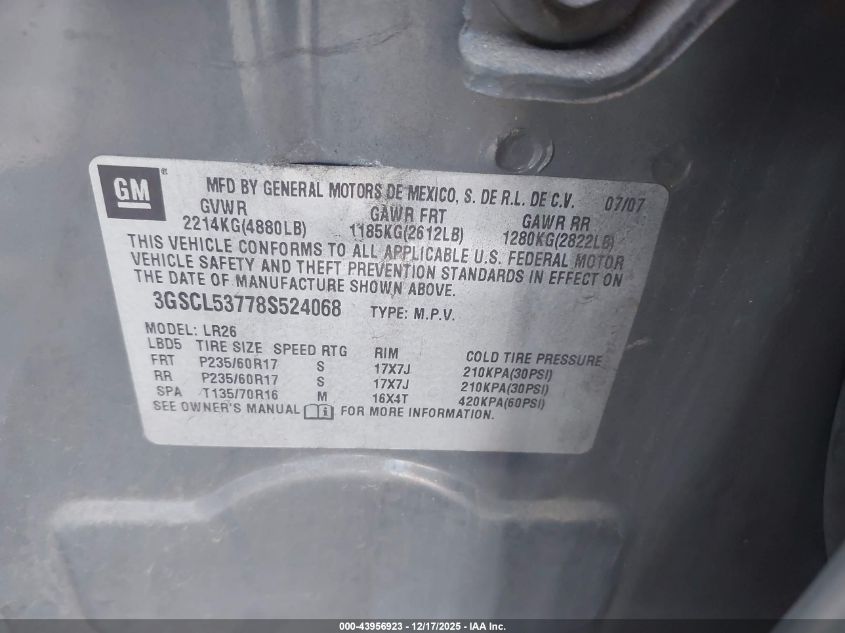 GM ® MFD BY GENERAL MOTORS DE MEXICO, S. DE R.L. DE C.V. 07/07
GVWR GAWR FRT GAWR RR
2214KG(4880LB) 1185KG(2612LB) 1280KG(2822LB)
THIS VEHICLE CONFORMS TO ALL APPLICABLE U.S. FEDERAL MOTOR
VEHICLE SAFETY AND THEFT PREVENTION STANDARDS IN EFFECT ON
THE DATE OF MANUFACTURE SHOWN ABOVE.
3GSCL53778S524068 TYPE: M.P.V.
MODEL: LR26
LBD5 TIRE SIZE SPEED RTG RIM COLD TIRE PRESSURE
FRT P235/60R17 S 17X7J 210KPA(30PSI)
RR P235/60R17 S 17X7J 210KPA(30PSI)
SPA T135/70R16 M 16X4T 420KPA(60PSI)
SEE OWNER'S MANUAL i FOR MORE INFORMATION.
000-43956923 - 12/17/2025 - IAA Inc.